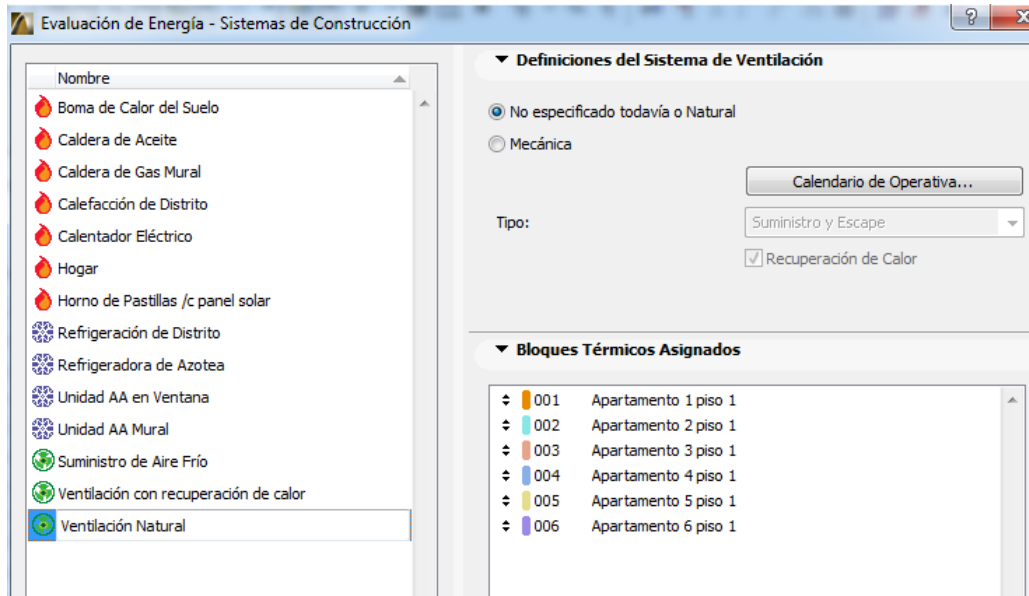 Evaluación de Energía - Sistemas de Construcción
?
Nombre
Boma de Calor del Suelo
Caldera de Aceite
Caldera de Gas Mural
Calefacción de Distrito
Calentador Eléctrico
Hogar
Horno de Pastillas /c panel solar
Refrigeración de Distrito
Refrigeradora de Azotea
Unidad AA en Ventana
Unidad AA Mural
Suministro de Aire Frío
Ventilación con recuperación de calor
Ventilación Natural
Definiciones del Sistema de Ventilación
No especificado todavía o Natural
Mecánica
Calendario de Operativa...
Tipo:
Suministro y Escape
Recuperación de Calor
Bloques Térmicos Asignados
001 Apartamento 1 piso 1
002 Apartamento 2 piso 1
003 Apartamento 3 piso 1
004 Apartamento 4 piso 1
005 Apartamento 5 piso 1
006 Apartamento 6 piso 1